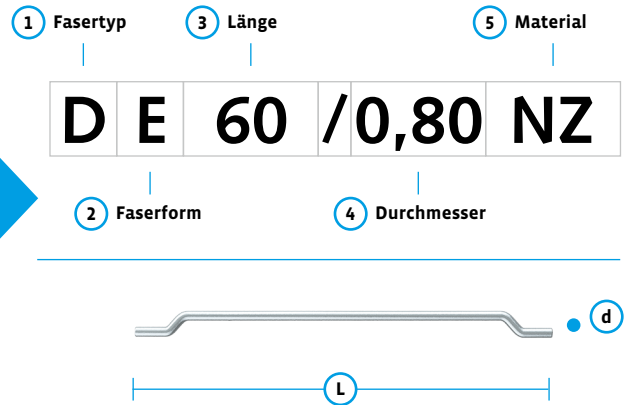 1 Fasertyp 3 Länge 5 Material
D E 60 / 0,80 NZ
2 Faserform 4 Durchmesser
d
L